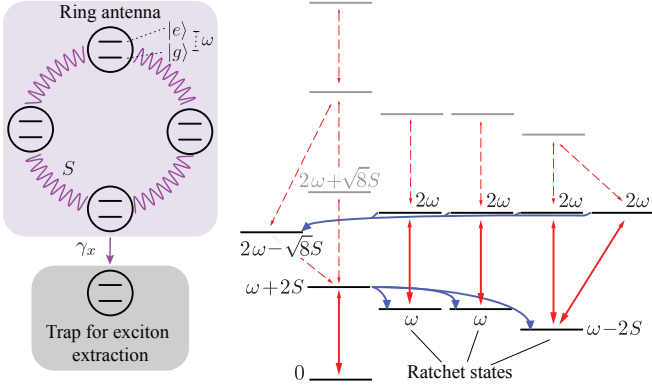 Ring antenna
|e⟩
ω
|g⟩
S
γₓ
Trap for exciton
extraction
2ω+√8S
2ω
2ω
2ω
2ω
2ω−√8S
ω+2S
ω
ω
ω−2S
Ratchet states
0